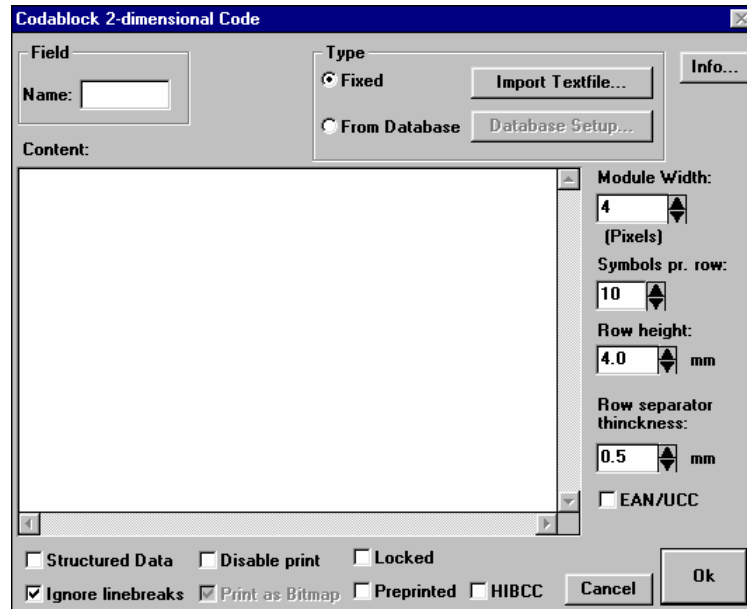 Codablock 2-dimensional Code
Field
Name:
Type
Fixed
Import Textfile...
From Database
Database Setup...
Info...
Content:
Module Width:
4
(Pixels)
Symbols pr. row:
10
Row height:
4.0 mm
Row separator
thinckness:
0.5 mm
EAN/UCC
Structured Data Disable print Locked
Ignore linebreaks Print as Bitmap Preprinted HIBCC
Cancel
Ok